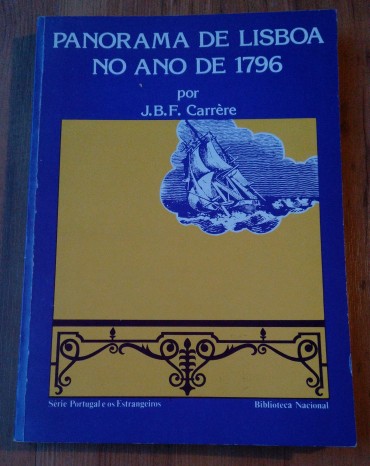 PANORAMA DE LISBOA
NO ANO DE 1796
por
J.B.F. Carrère
Série Portugal e os Estrangeiros
Biblioteca Nacional